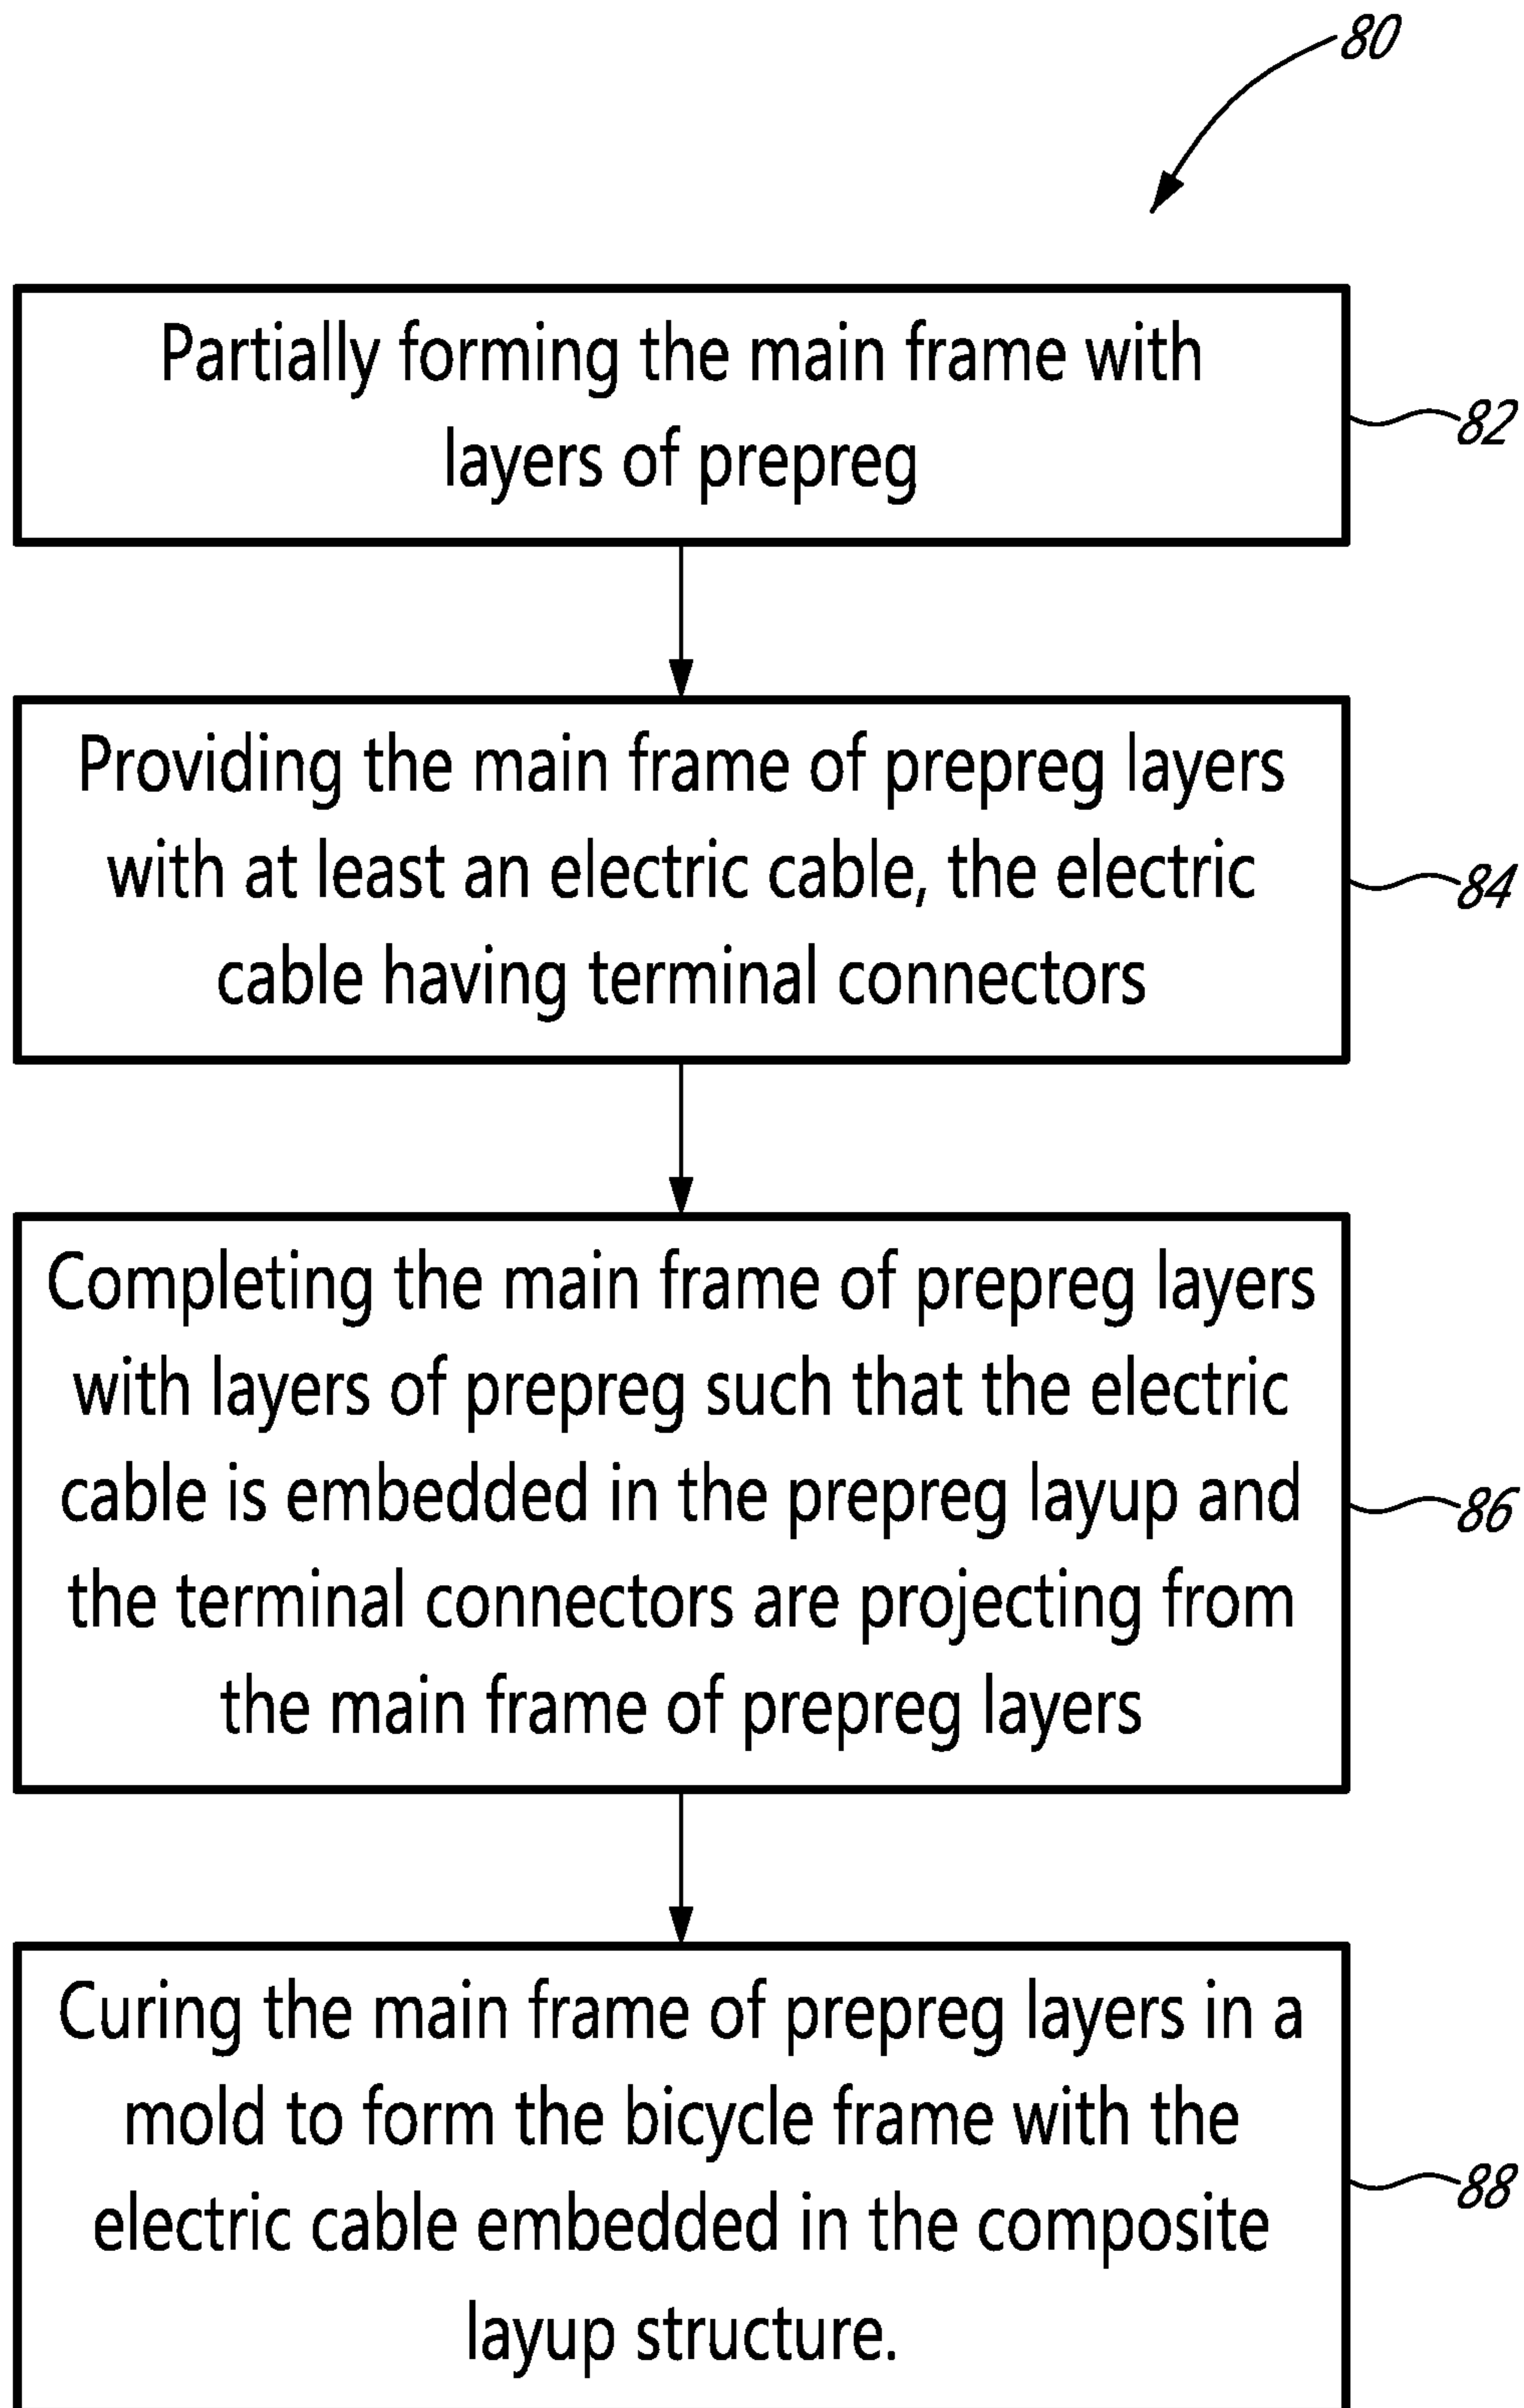 80
Partially forming the main frame with
layers of prepreg
82
Providing the main frame of prepreg layers
with at least an electric cable, the electric
cable having terminal connectors
84
Completing the main frame of prepreg layers
with layers of prepreg such that the electric
cable is embedded in the prepreg layup and
the terminal connectors are projecting from
the main frame of prepreg layers
86
Curing the main frame of prepreg layers in a
mold to form the bicycle frame with the
electric cable embedded in the composite
layup structure.
88